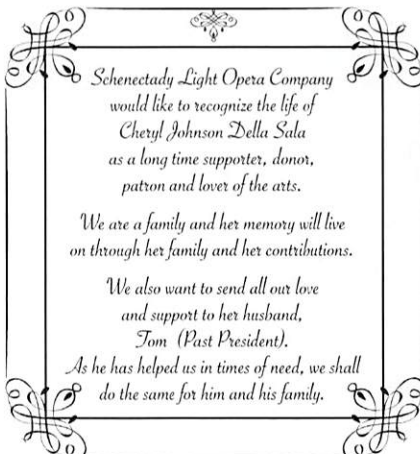 Schenectady Light Opera Company
would like to recognize the life of
Cheryl Johnson Della Sala
as a long time supporter, donor,
patron and lover of the arts.
We are a family and her memory will live
on through her family and her contributions.
We also want to send all our love
and support to her husband,
Tom (Past President).
As he has helped us in times of need, we shall
do the same for him and his family.